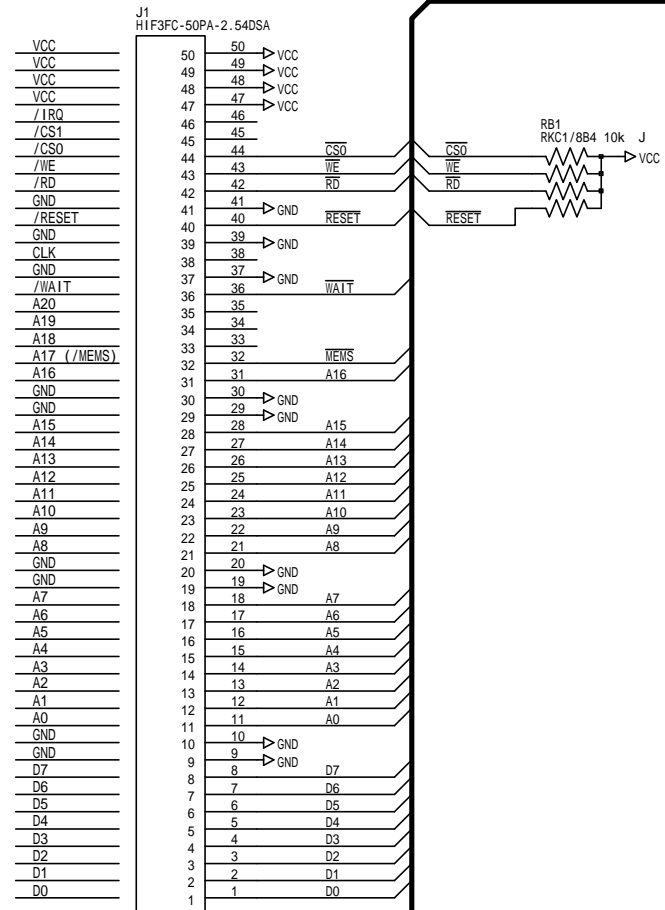 J1
HIF3FC-50PA-2.54DSA
VCC 50 50 VCC
VCC 49 49 VCC
VCC 48 48 VCC
VCC 47 47 VCC
/IRQ 46 46
/CS1 45 45
/CS0 44 44 CS0 CS0
/WE 43 43 WE WE
/RD 42 42 RD RD
GND 41 41 GND
/RESET 40 40 RESET RESET
GND 39 39 GND
CLK 38 38
GND 37 37 GND
/WAIT 36 36 WAIT
A20 35 35
A19 34 34
A18 33 33
A17 (/MEMS) 32 32 MEMS
A16 31 31 A16
GND 30 30 GND
GND 29 29 GND
A15 28 28 A15
A14 27 27 A14
A13 26 26 A13
A12 25 25 A12
A11 24 24 A11
A10 23 23 A10
A9 22 22 A9
A8 21 21 A8
GND 20 20 GND
GND 19 19 GND
A7 18 18 A7
A6 17 17 A6
A5 16 16 A5
A4 15 15 A4
A3 14 14 A3
A2 13 13 A2
A1 12 12 A1
A0 11 11 A0
GND 10 10 GND
GND 9 9 GND
D7 8 8 D7
D6 7 7 D6
D5 6 6 D5
D4 5 5 D4
D3 4 4 D3
D2 3 3 D2
D1 2 2 D1
D0 1 1 D0
RB1
RKC1/8B4 10k J
VCC